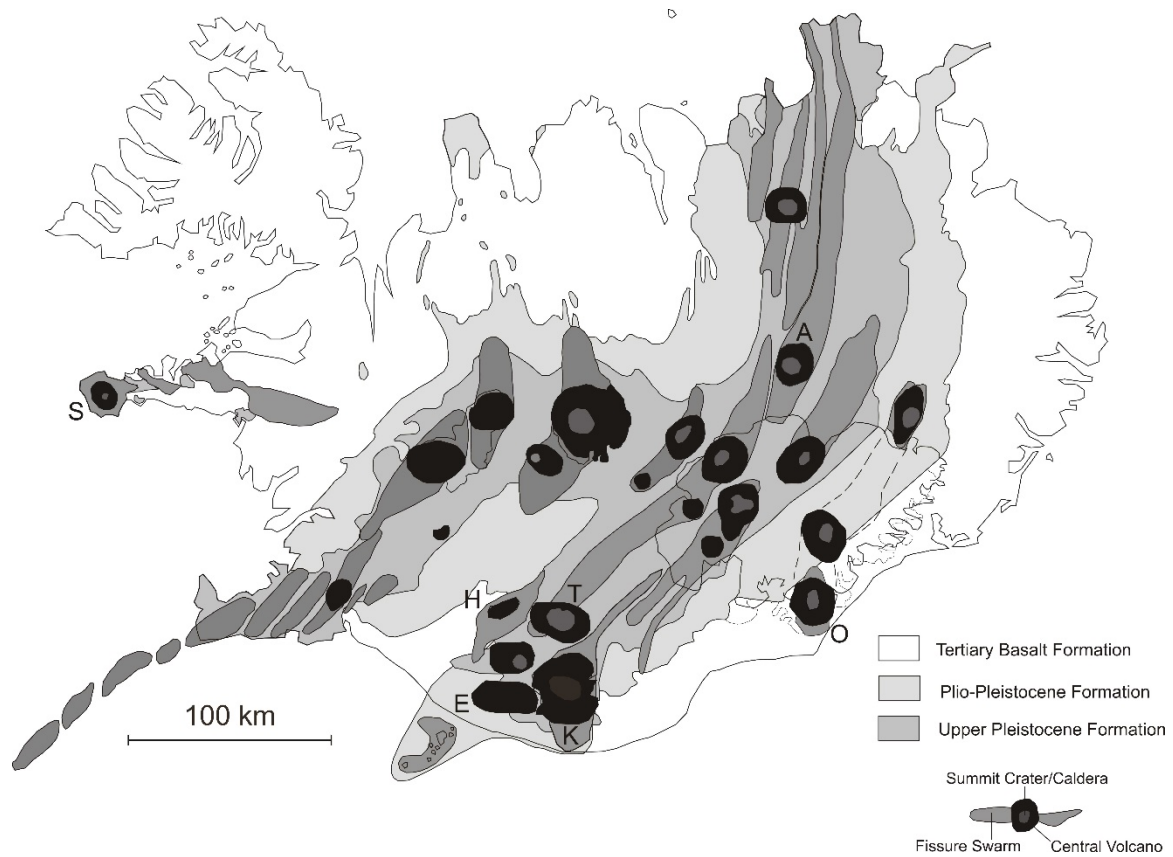 A
S
H
T
O
E
K
100 km
Tertiary Basalt Formation
Plio-Pleistocene Formation
Upper Pleistocene Formation
Summit Crater/Caldera
Fissure Swarm
Central Volcano